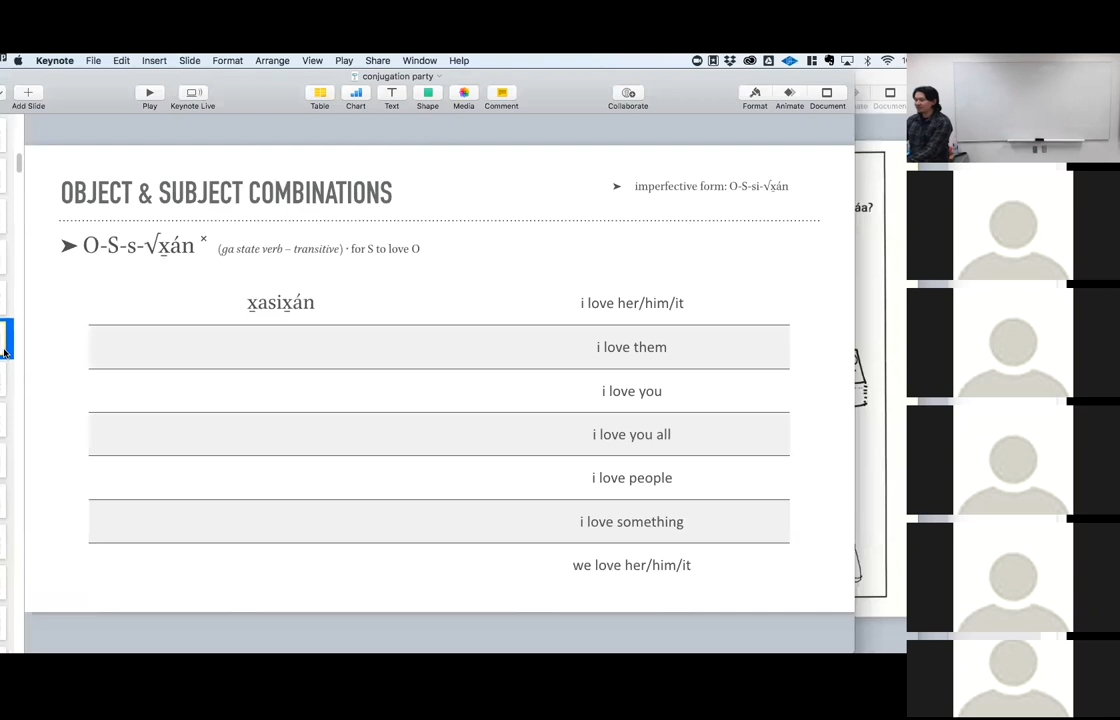 Keynote File Edit Insert Slide Format Arrange View Play Share Window Help
conjugation party
Add Slide Play Keynote Live Table Chart Text Shape Media Comment Collaborate Format Animate Document
OBJECT & SUBJECT COMBINATIONS
➤ imperfective form: O-S-si-√x̱án
➤ O-S-s-√x̱án × (ga state verb – transitive) · for S to love O
x̱asix̱án i love her/him/it
i love them
i love you
i love you all
i love people
i love something
we love her/him/it
áa?